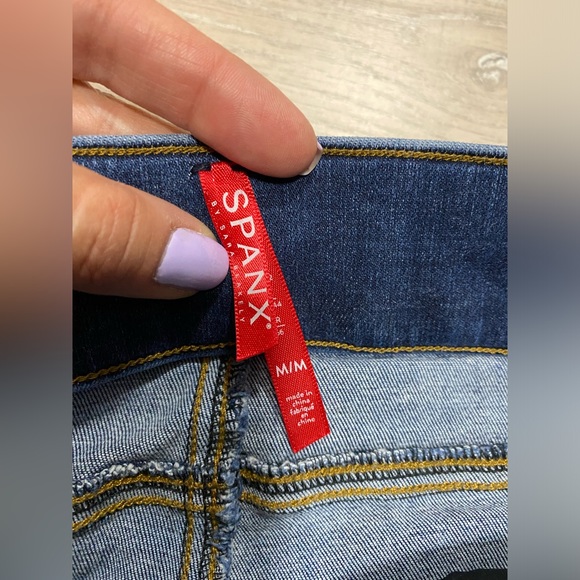 SPANX®
BY SARA BLAKELY
M/M
made in
china
fabriqué
en
chine